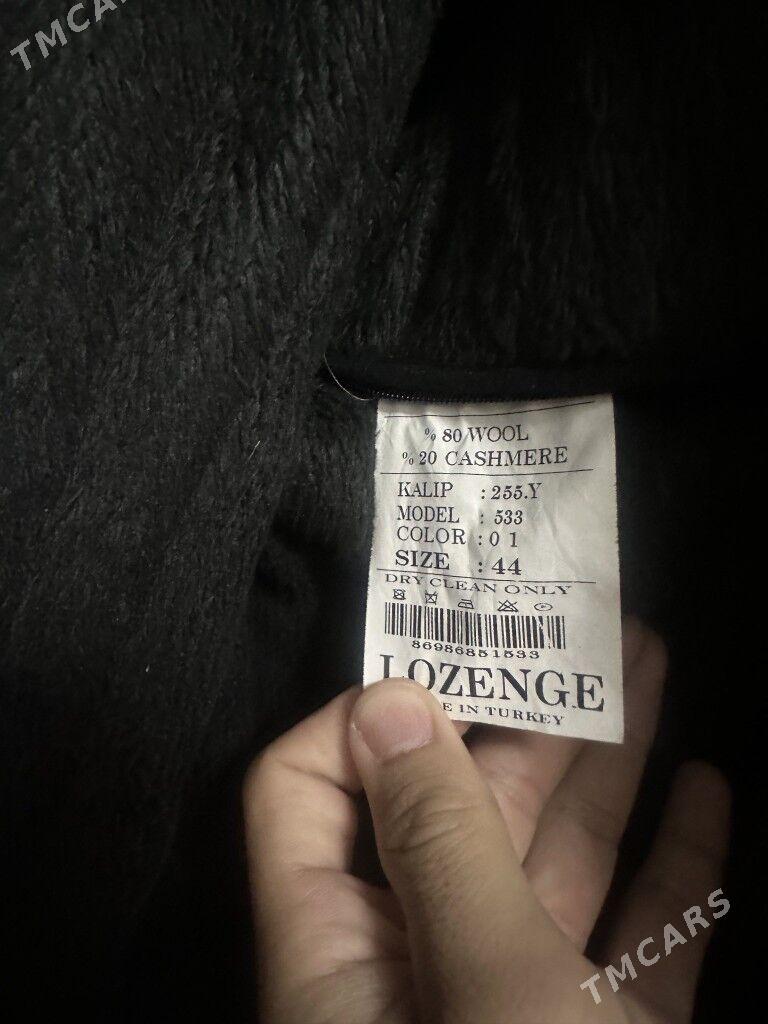 TMCARS
% 80 WOOL
% 20 CASHMERE
KALIP : 255.Y
MODEL : 533
COLOR : 0 1
SIZE : 44
DRY CLEAN ONLY
86986851533
LOZENGE
E IN TURKEY
TMCARS